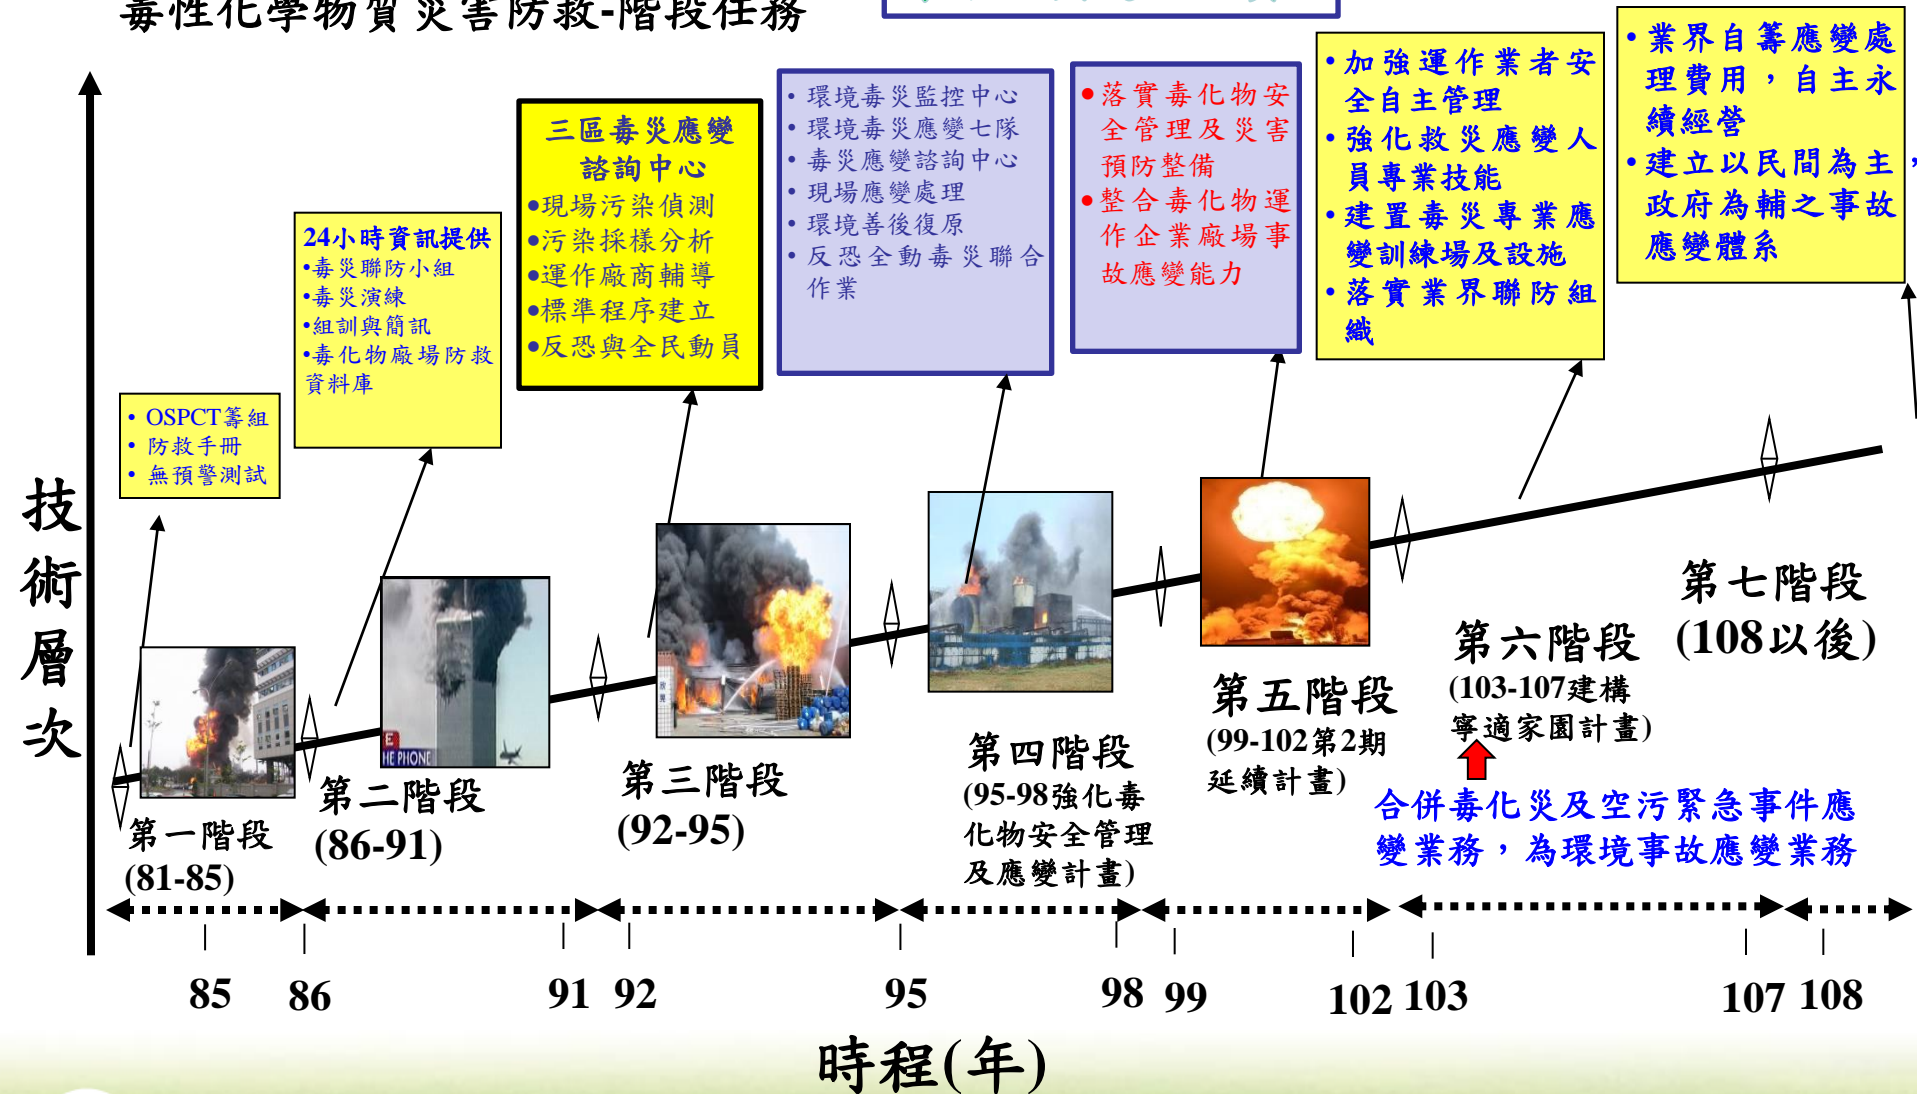 毒性化學物質災害防救-階段任務
技術層次
• OSPCT籌組
• 防救手冊
• 無預警測試
24小時資訊提供
•毒災聯防小組
•毒災演練
•組訓與簡訊
•毒化物廠場防救
資料庫
三區毒災應變
諮詢中心
•現場污染偵測
•污染採樣分析
•運作廠商輔導
•標準程序建立
•反恐與全民動員
• 環境毒災監控中心
• 環境毒災應變七隊
• 毒災應變諮詢中心
• 現場應變處理
• 環境善後復原
• 反恐全動毒災聯合
作業
•落實毒化物安
全管理及災害
預防整備
•整合毒化物運
作企業廠場事
故應變能力
•加強運作業者安
全自主管理
•強化救災應變人
員專業技能
•建置毒災專業應
變訓練場及設施
•落實業界聯防組
織
•業界自籌應變處
理費用，自主永
續經營
•建立以民間為主，
政府為輔之事故
應變體系
E
HE PHONE
第一階段
(81-85)
第二階段
(86-91)
第三階段
(92-95)
第四階段
(95-98強化毒
化物安全管理
及應變計畫)
第五階段
(99-102第2期
延續計畫)
第六階段
(103-107建構
寧適家園計畫)
第七階段
(108以後)
合併毒化災及空污緊急事件應
變業務，為環境事故應變業務
85 86 91 92 95 98 99 102 103 107 108
時程(年)